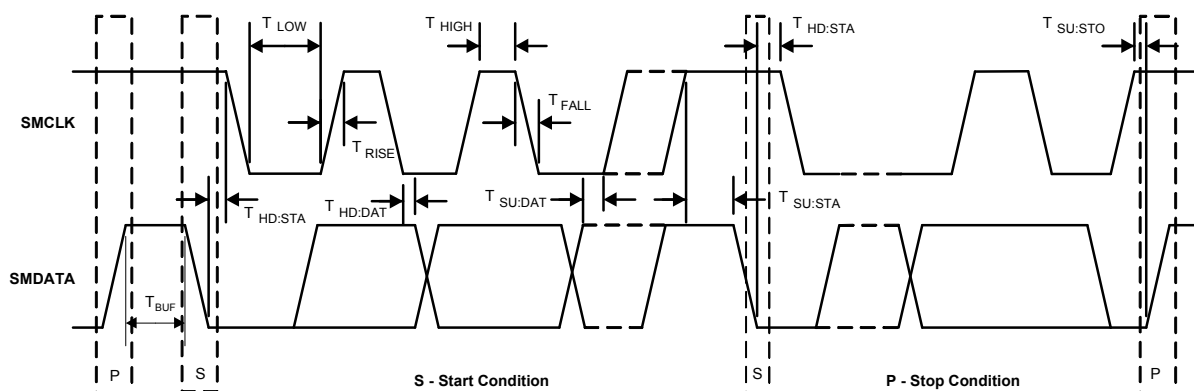 T LOW
T HIGH
T HD:STA
T SU:STO
SMCLK
T FALL
T RISE
T HD:STA
T HD:DAT
T SU:DAT
T SU:STA
SMDATA
T BUF
P
S
S - Start Condition
S
P - Stop Condition
P